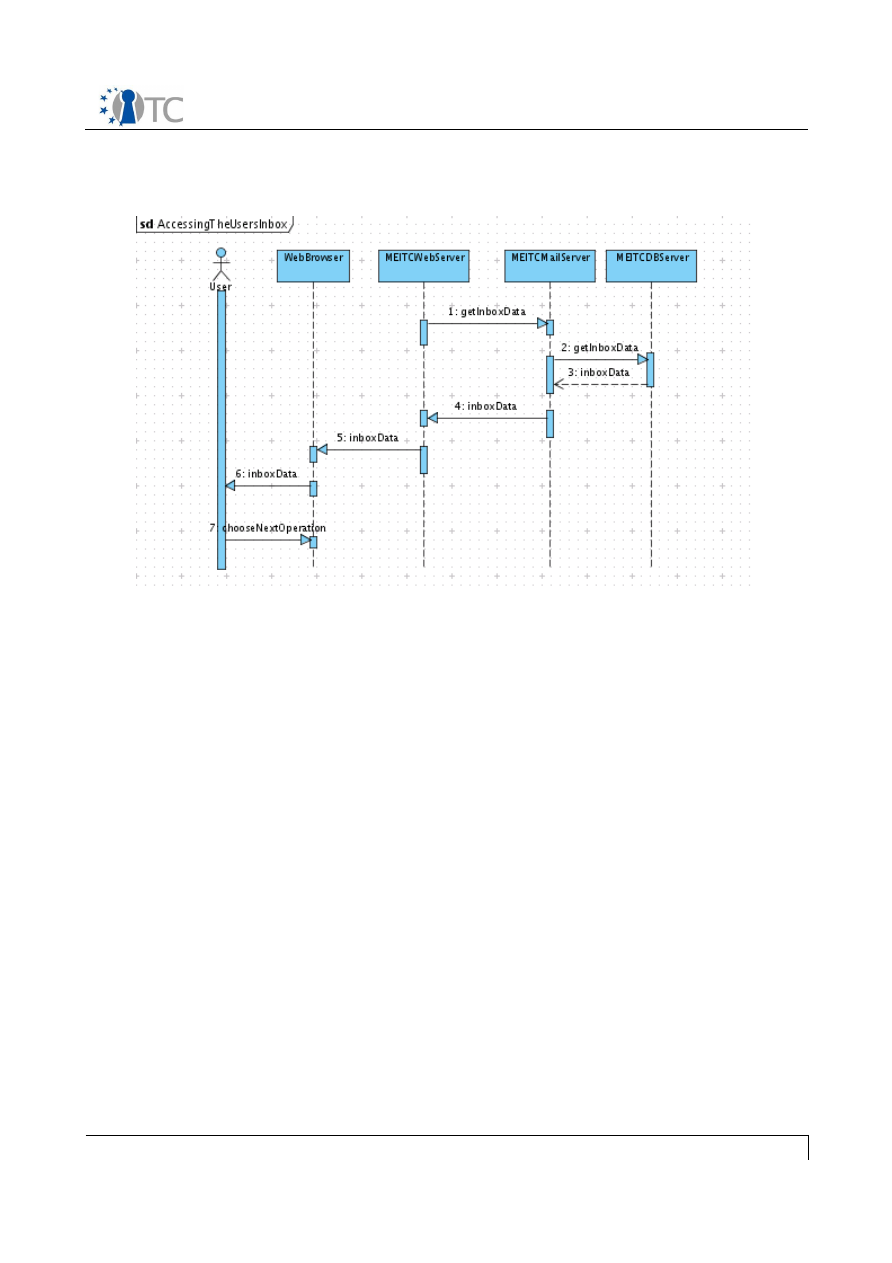 TC
sd AccessingTheUsersInbox
User
WebBrowser
MEITCWebServer
MEITCMailServer
MEITCDBServer
1: getInboxData
2: getInboxData
3: inboxData
4: inboxData
5: inboxData
6: inboxData
7 chooseNextOperation